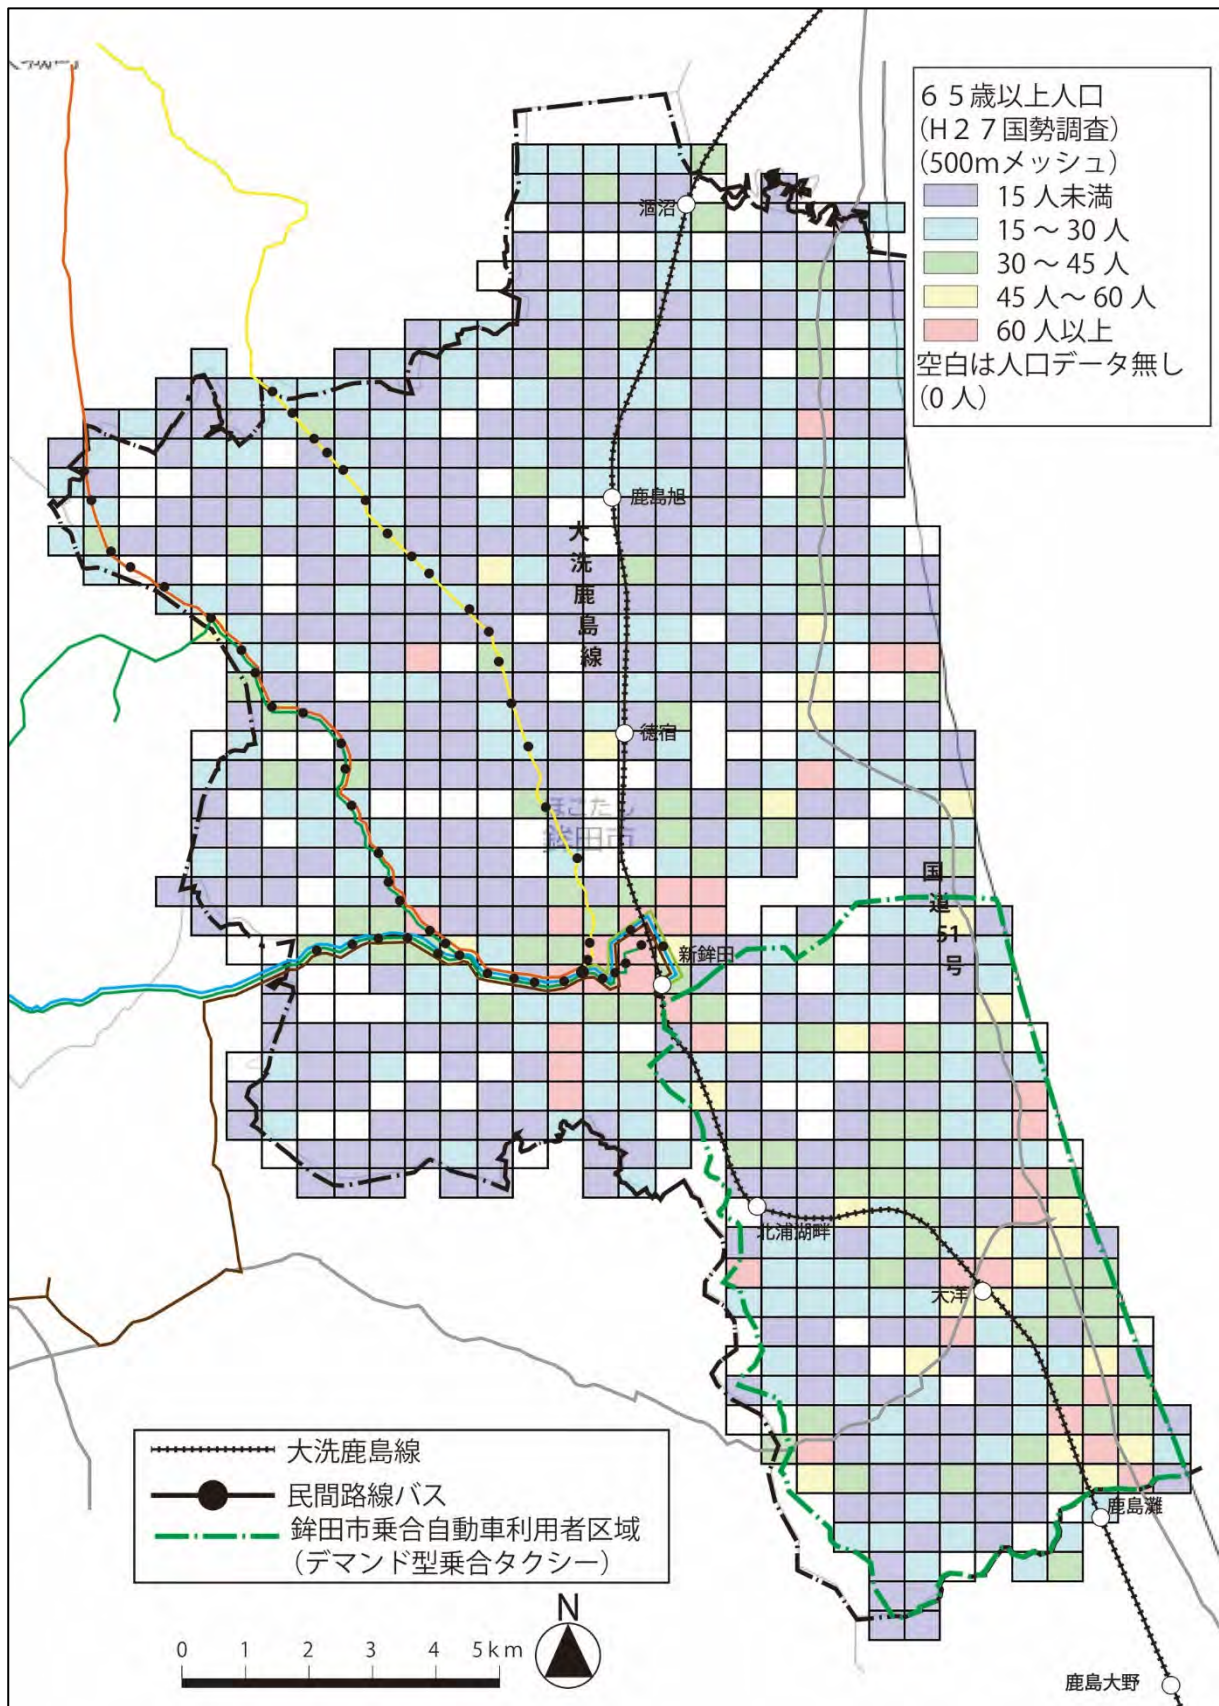 ６５歳以上人口
(H２７国勢調査)
(500mメッシュ)
15 人未満
15 ～ 30 人
30 ～ 45 人
45 人～ 60 人
60 人以上
空白は人口データ無し
(0 人)
涸沼
鹿島旭
大洗鹿島線
徳宿
ほこたし
鉾田市
国道51号
新鉾田
北浦湖畔
大洋
大洗鹿島線
民間路線バス
鉾田市乗合自動車利用者区域
(デマンド型乗合タクシー)
鹿島灘
N
0 1 2 3 4 5km
鹿島大野